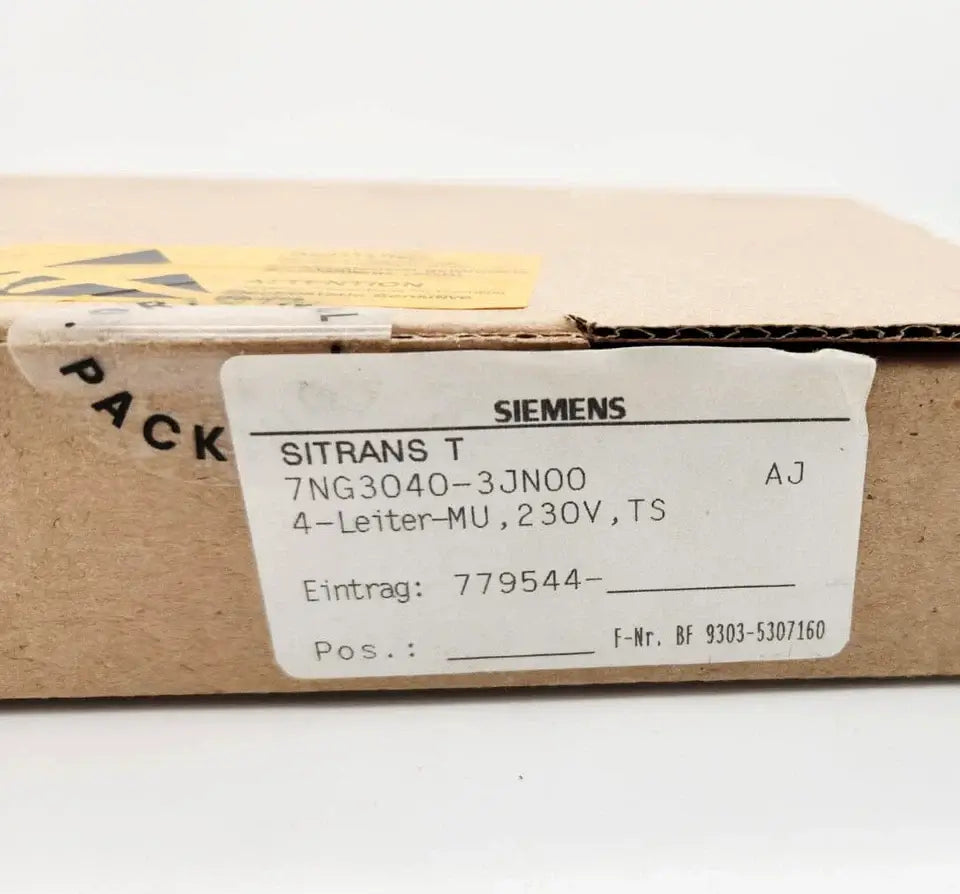 ATTENTION
PACK
SIEMENS
SITRANS T
7NG3040-3JN00 AJ
4-Leiter-MU,230V,TS
Eintrag: 779544-
Pos.:
F-Nr. BF 9303-5307160